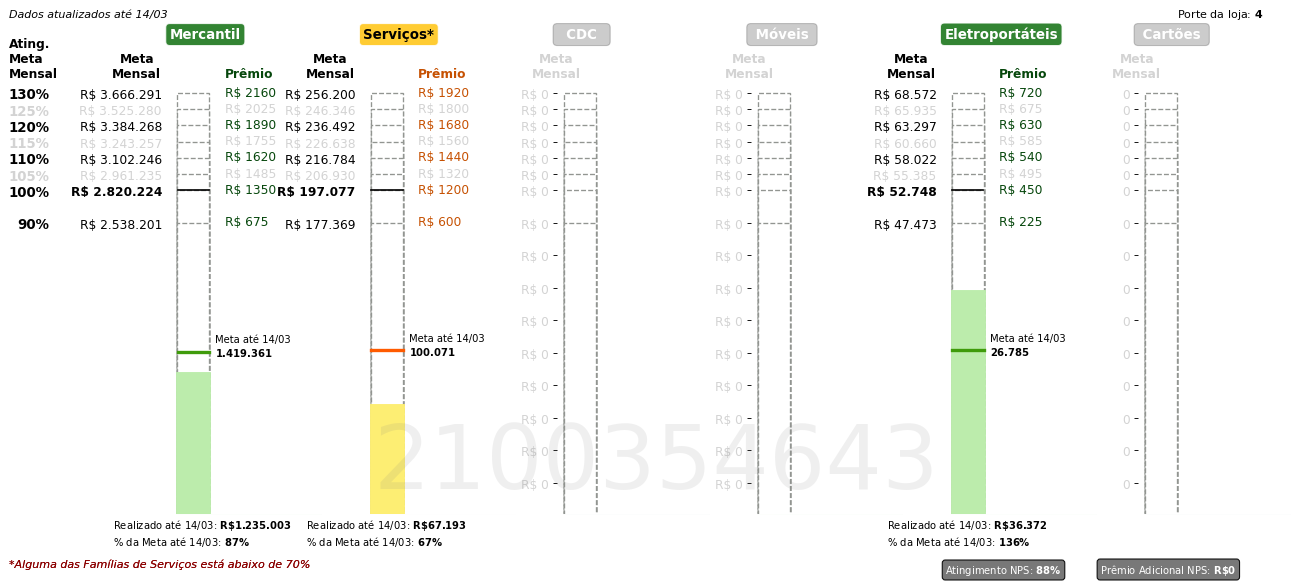 Dados atualizados até 14/03
Porte da loja: 4
Mercantil Serviços* CDC Móveis Eletroportáteis Cartões
Ating.
Meta
Mensal
Meta
Mensal Prêmio
Meta
Mensal Prêmio
Meta
Mensal
Meta
Mensal
Meta
Mensal Prêmio
Meta
Mensal
130% R$ 3.666.291 R$ 2160 R$ 256.200 R$ 1920 R$ 0 R$ 0 R$ 68.572 R$ 720 0
125% R$ 3.525.280 R$ 2025 R$ 246.346 R$ 1800 R$ 0 R$ 0 R$ 65.935 R$ 675 0
120% R$ 3.384.268 R$ 1890 R$ 236.492 R$ 1680 R$ 0 R$ 0 R$ 63.297 R$ 630 0
115% R$ 3.243.257 R$ 1755 R$ 226.638 R$ 1560 R$ 0 R$ 0 R$ 60.660 R$ 585 0
110% R$ 3.102.246 R$ 1620 R$ 216.784 R$ 1440 R$ 0 R$ 0 R$ 58.022 R$ 540 0
105% R$ 2.961.235 R$ 1485 R$ 206.930 R$ 1320 R$ 0 R$ 0 R$ 55.385 R$ 495 0
100% R$ 2.820.224 R$ 1350 R$ 197.077 R$ 1200 R$ 0 R$ 0 R$ 52.748 R$ 450 0
90% R$ 2.538.201 R$ 675 R$ 177.369 R$ 600 R$ 0 R$ 0 R$ 47.473 R$ 225 0
R$ 0 R$ 0 0
R$ 0 R$ 0 0
R$ 0 R$ 0 0
Meta até 14/03 Meta até 14/03 Meta até 14/03
1.419.361 100.071 R$ 0 R$ 0 26.785 0
R$ 0 R$ 0 0
R$ 0 R$ 0 0
R$ 0 R$ 0 0
R$ 0 R$ 0 0
2100354643
Realizado até 14/03: R$1.235.003 Realizado até 14/03: R$67.193 Realizado até 14/03: R$36.372
% da Meta até 14/03: 87% % da Meta até 14/03: 67% % da Meta até 14/03: 136%
*Alguma das Famílias de Serviços está abaixo de 70%
Atingimento NPS: 88% Prêmio Adicional NPS: R$0